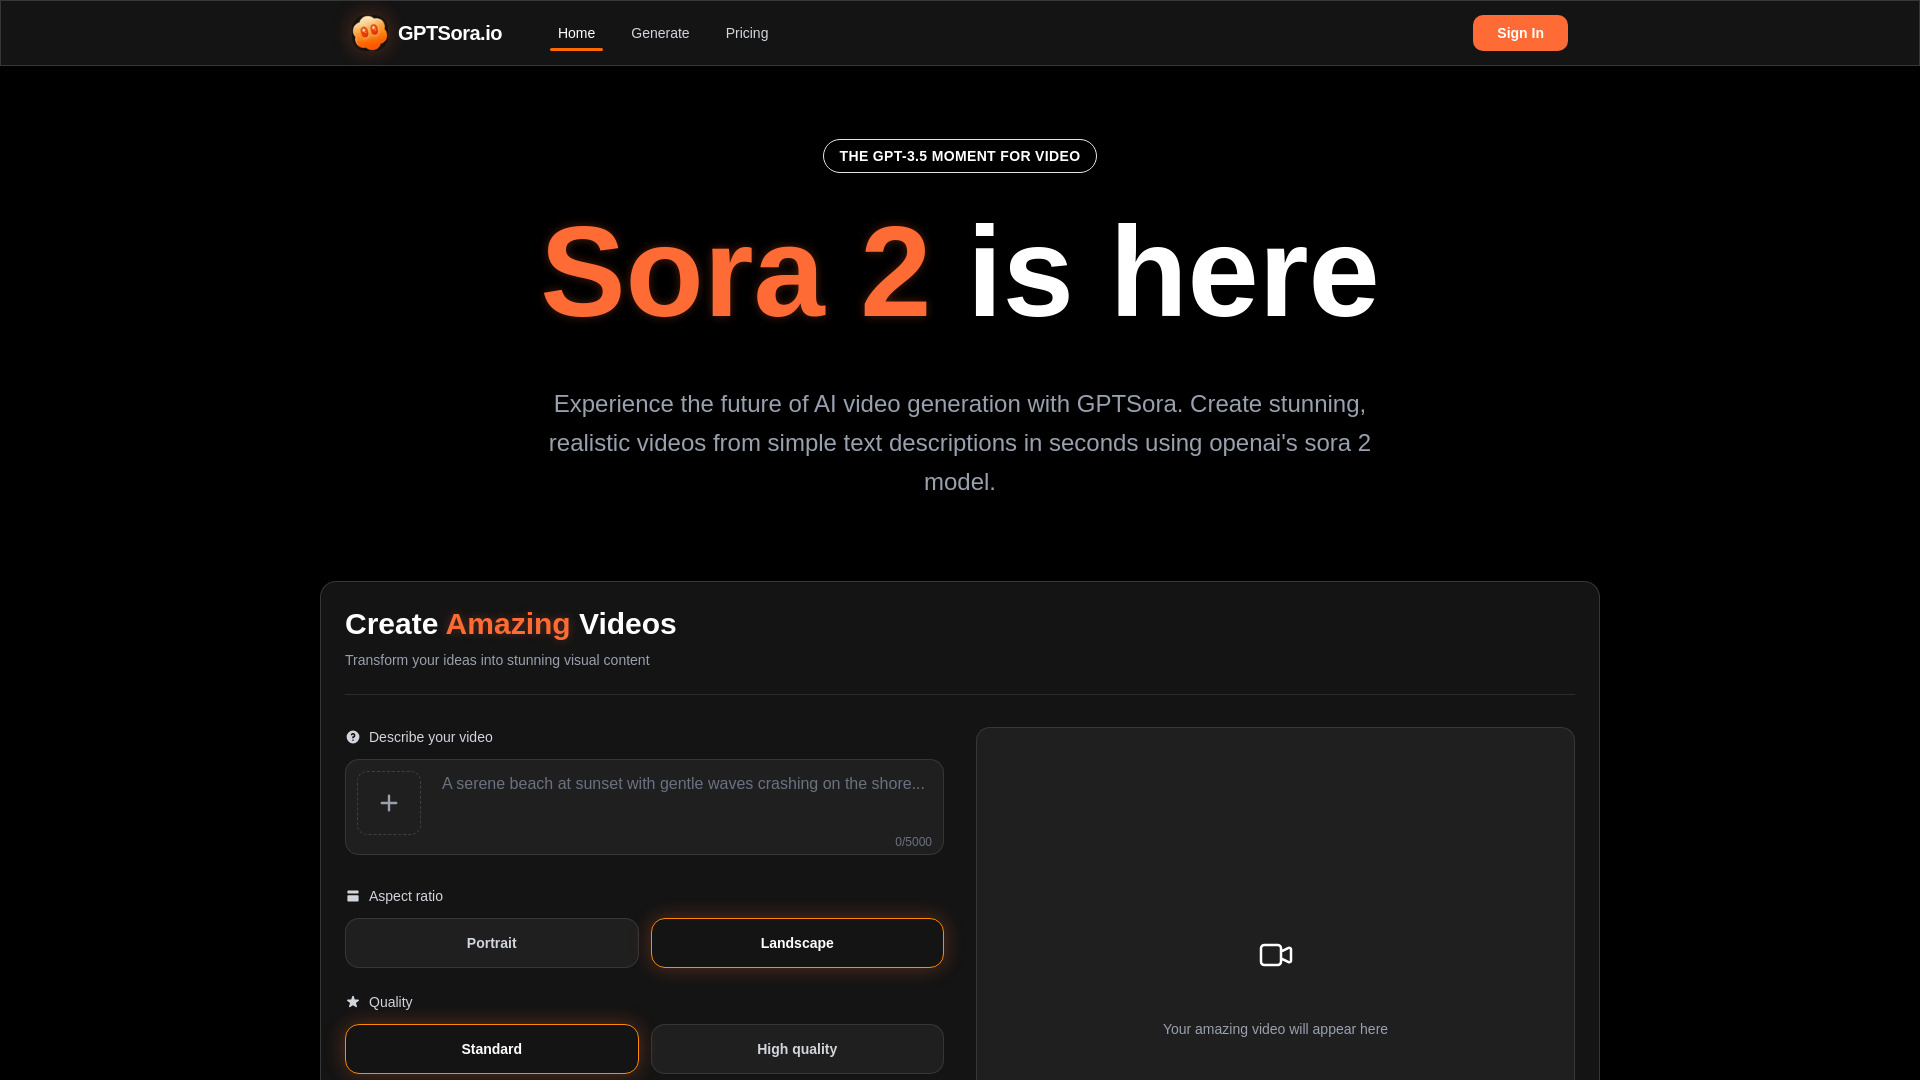 GPTSora.io
Home
Generate
Pricing
Sign In
THE GPT-3.5 MOMENT FOR VIDEO
Sora 2 is here
Experience the future of AI video generation with GPTSora. Create stunning,
realistic videos from simple text descriptions in seconds using openai's sora 2
model.
Create Amazing Videos
Transform your ideas into stunning visual content
Describe your video
A serene beach at sunset with gentle waves crashing on the shore...
0/5000
Aspect ratio
Portrait
Landscape
Quality
Standard
High quality
Your amazing video will appear here